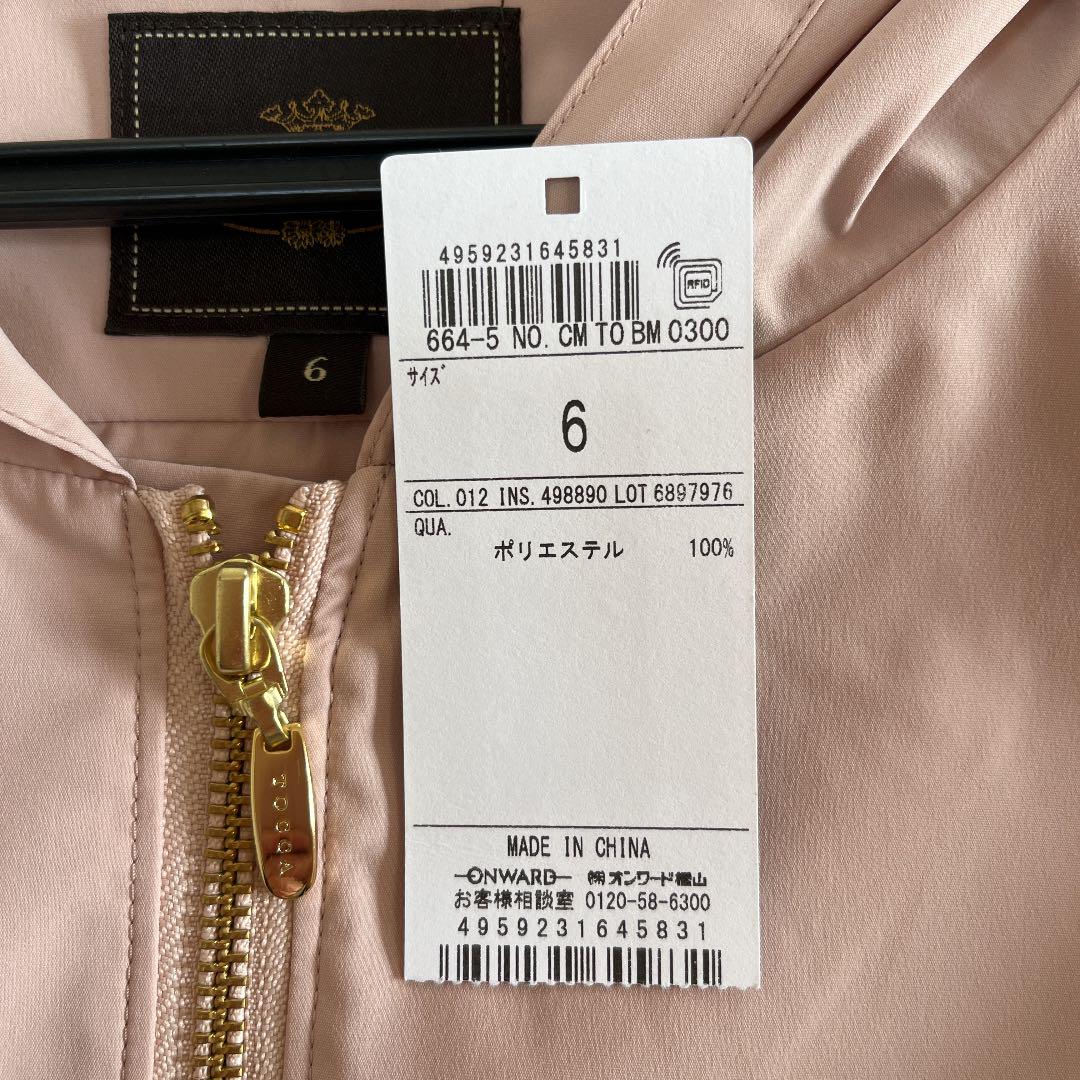 6
4959231645831
RFID
664-5 NO. CM TO BM 0300
サイズ
6
COL. 012 INS. 498890 LOT 6897976
QUA.
ポリエステル 100%
TOCCA
MADE IN CHINA
ONWARD ㈱オンワード樫山
お客様相談室 0120-58-6300
4959231645831